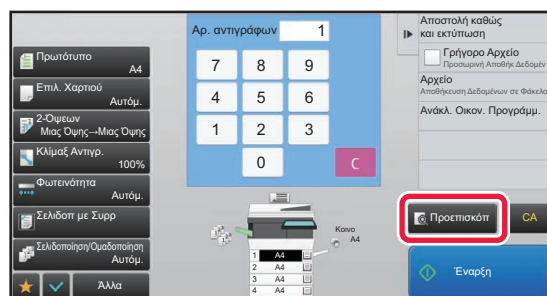 Πρωτότυπο
A4
Επιλ. Χαρτιού
Αυτόμ.
2-Όψεων
Μιας Όψης→Μιας Όψης
Κλίμαξ Αντιγρ.
100%
Φωτεινότητα
Αυτόμ.
Σελιδοπ με Συρρ
Σελιδοποίηση/Ομαδοποίηση
Αυτόμ.
Άλλα
Αρ. αντιγράφων 1
7 8 9
4 5 6
1 2 3
0 C
Κοινο
A4
1 A4
2 A4
3 A4
4 A4
Αποστολή καθώς
και εκτύπωση
Γρήγορο Αρχείο
Προσωρινή Αποθήκ Δεδομέν
Αρχείο
Αποθήκευση Δεδομένων σε Φάκελο
Ανάκλ. Οικον. Προγράμμ.
Προεπισκόπ
CA
Έναρξη